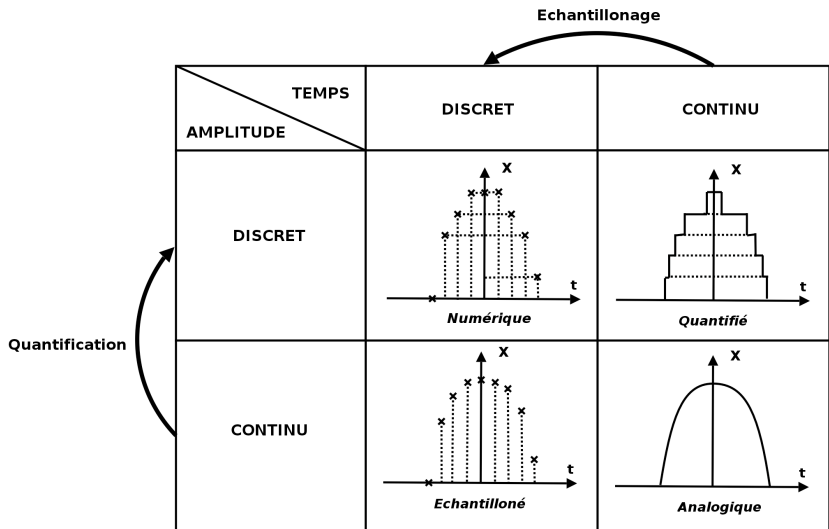 Echantillonage
TEMPS
AMPLITUDE
DISCRET
CONTINU
DISCRET
X
t
Numérique
X
t
Quantifié
Quantification
CONTINU
X
t
Echantilloné
X
t
Analogique